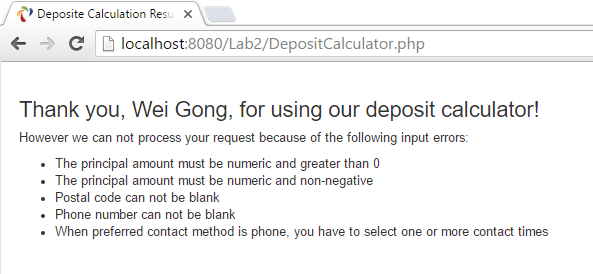 Deposite Calculation Resu
localhost:8080/Lab2/DepositCalculator.php
Thank you, Wei Gong, for using our deposit calculator!
However we can not process your request because of the following input errors:
The principal amount must be numeric and greater than 0
The principal amount must be numeric and non-negative
Postal code can not be blank
Phone number can not be blank
When preferred contact method is phone, you have to select one or more contact times